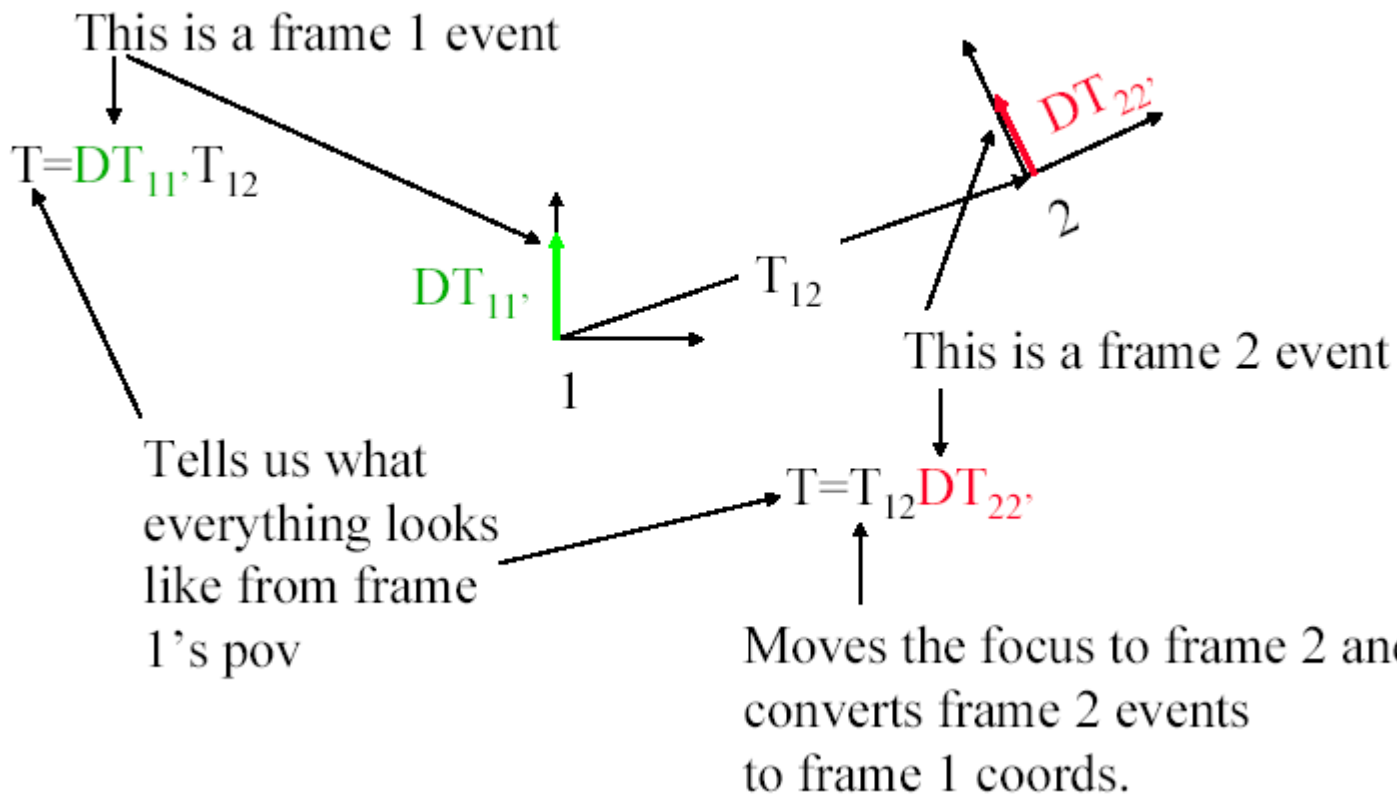 This is a frame 1 event
T=DT11’T12
DT22’
2
DT11’
T12
1
This is a frame 2 event
Tells us what
everything looks
like from frame
1’s pov
T=T12DT22’
Moves the focus to frame 2 and
converts frame 2 events
to frame 1 coords.